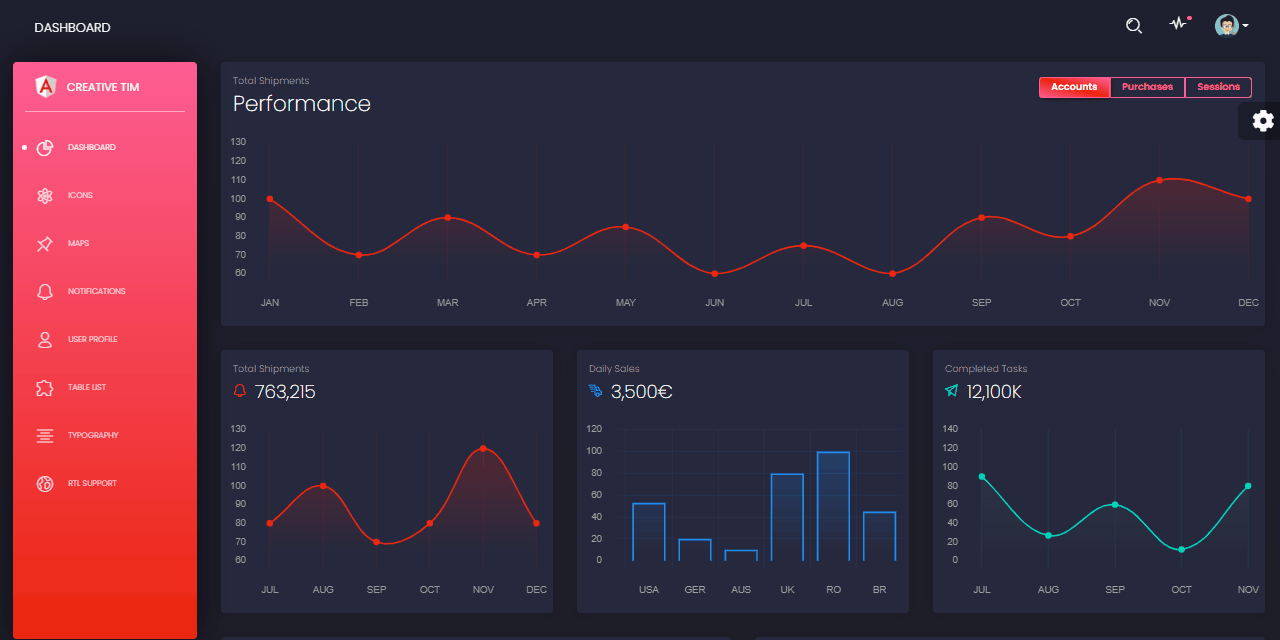 DASHBOARD
CREATIVE TIM
DASHBOARD
ICONS
MAPS
NOTIFICATIONS
USER PROFILE
TABLE LIST
TYPOGRAPHY
RTL SUPPORT
Total Shipments
Performance
Accounts Purchases Sessions
130
120
110
100
90
80
70
60
JAN FEB MAR APR MAY JUN JUL AUG SEP OCT NOV DEC
Total Shipments
763,215
130
120
110
100
90
80
70
60
JUL AUG SEP OCT NOV DEC
Daily Sales
3,500€
120
100
80
60
40
20
0
USA GER AUS UK RO BR
Completed Tasks
12,100K
140
120
100
80
60
40
20
0
JUL AUG SEP OCT NOV